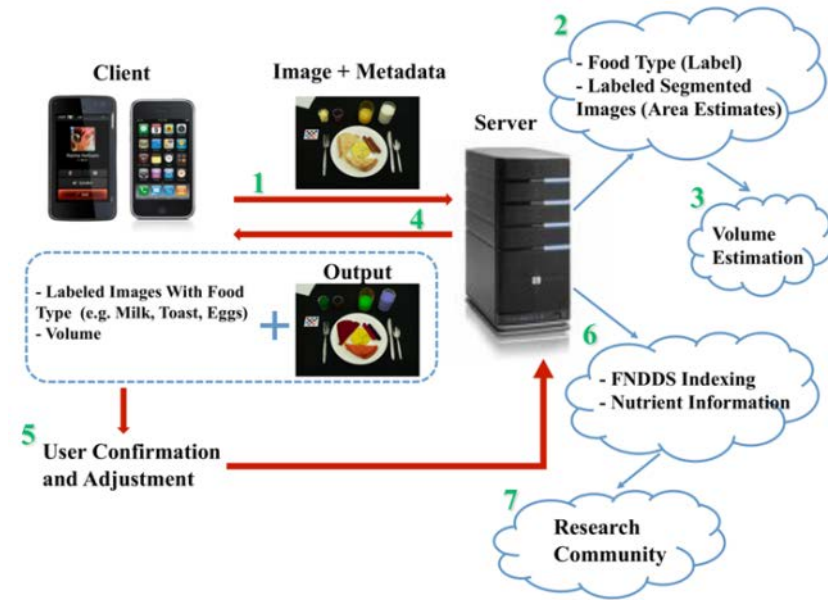 Client
Image + Metadata
1
4
Server
2
- Food Type (Label)
- Labeled Segmented
Images (Area Estimates)
3
Volume
Estimation
- Labeled Images With Food
Type (e.g. Milk, Toast, Eggs)
- Volume
+
Output
6
- FNDDS Indexing
- Nutrient Information
5
User Confirmation
and Adjustment
7
Research
Community